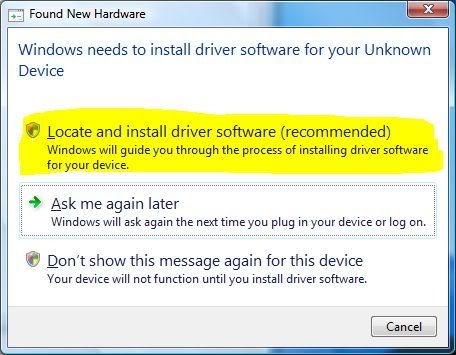 Found New Hardware
Windows needs to install driver software for your Unknown
Device
Locate and install driver software (recommended)
Windows will guide you through the process of installing driver software
for your device.
Ask me again later
Windows will ask again the next time you plug in your device or log on.
Don't show this message again for this device
Your device will not function until you install driver software.
Cancel